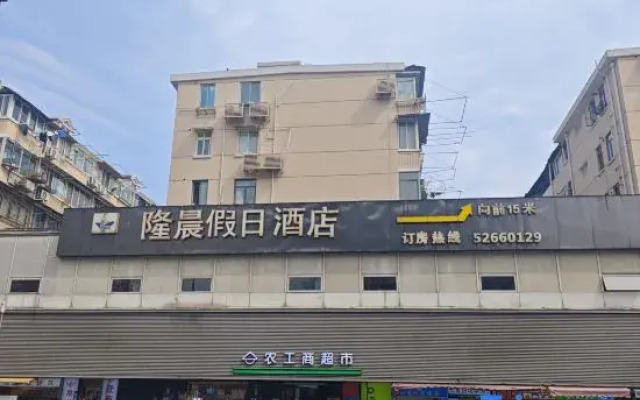 隆晨假日酒店
向前15米
订房热线 52660129
农工商超市